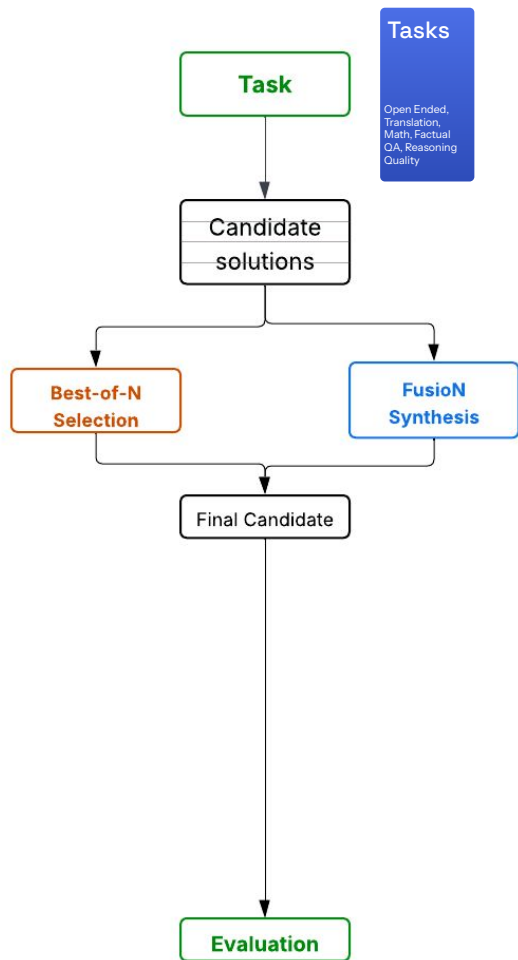 Tasks
Open Ended,
Translation,
Math, Factual
QA, Reasoning
Quality
Task
Candidate
solutions
Best-of-N
Selection
FusioN
Synthesis
Final Candidate
Evaluation